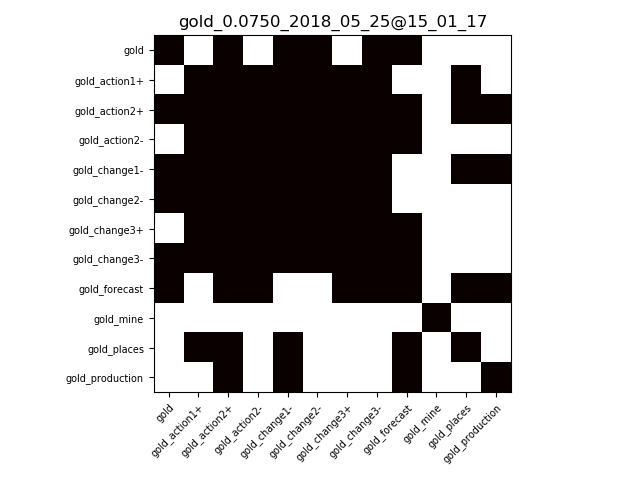 gold_0.0750_2018_05_25@15_01_17
gold
gold_action1+
gold_action2+
gold_action2-
gold_change1-
gold_change2-
gold_change3+
gold_change3-
gold_forecast
gold_mine
gold_places
gold_production
gold
gold_action1+
gold_action2+
gold_action2-
gold_change1-
gold_change2-
gold_change3+
gold_change3-
gold_forecast
gold_mine
gold_places
gold_production